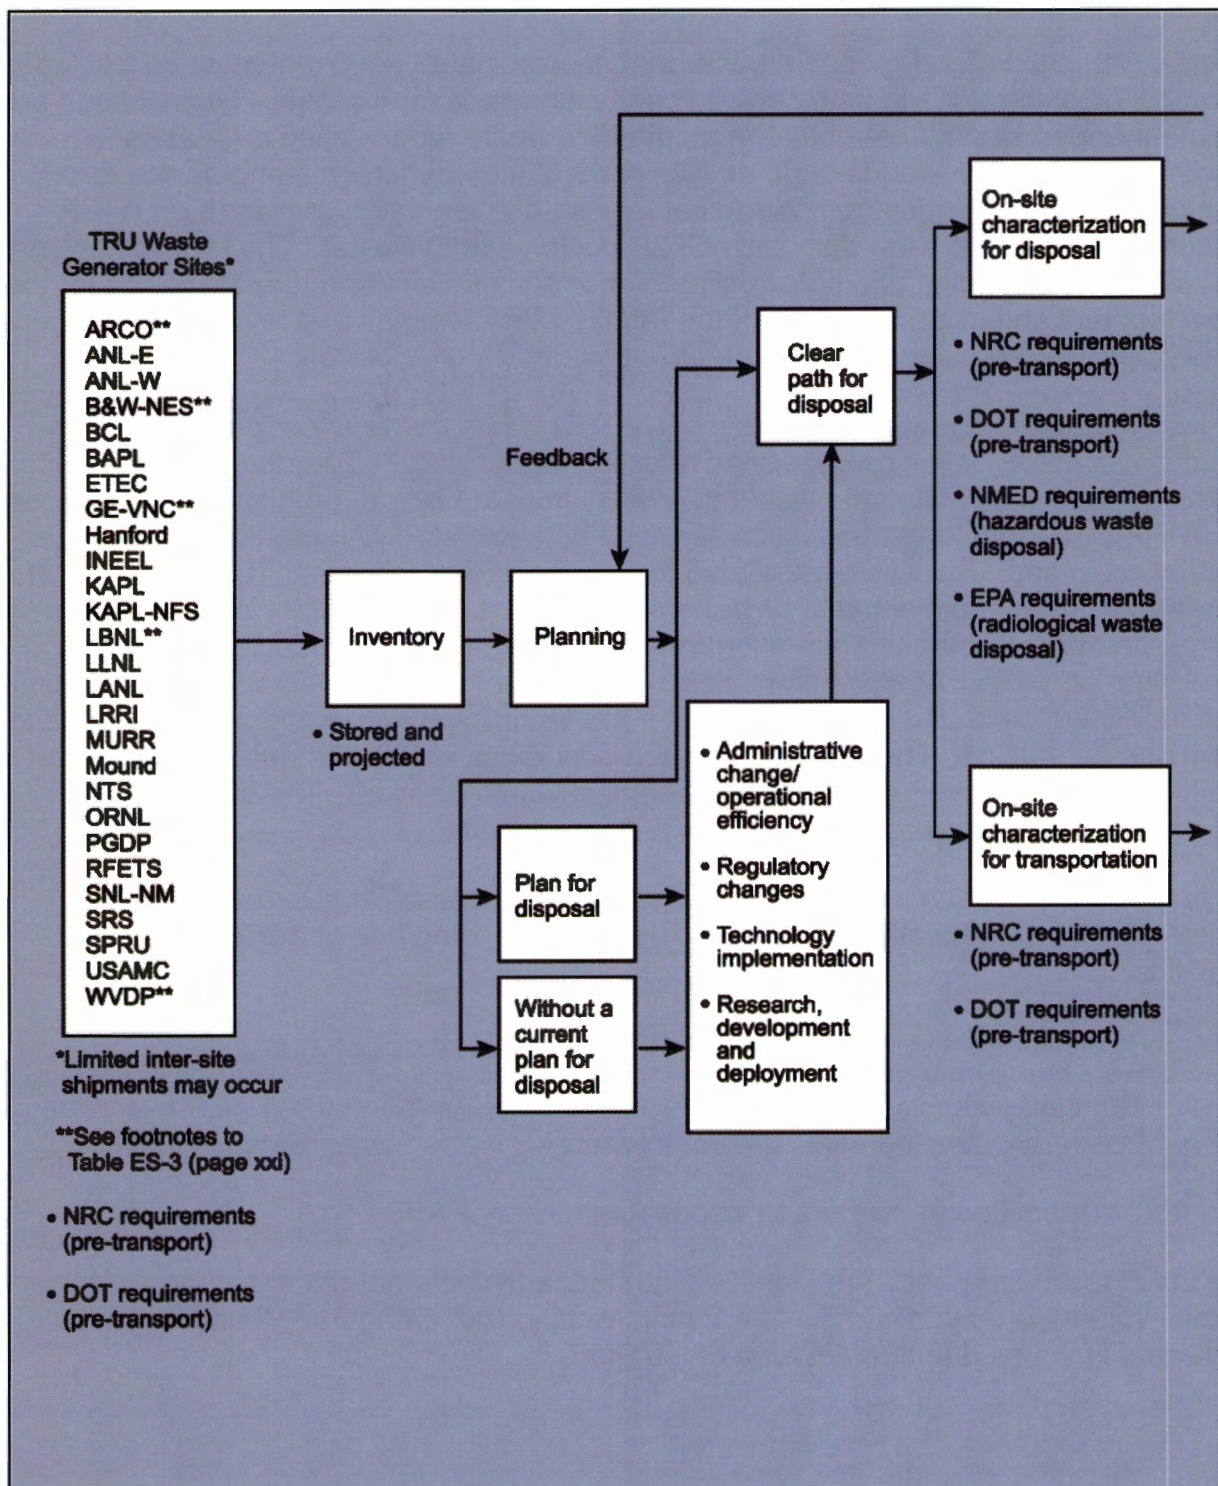 TRU Waste
Generator Sites*
ARCO**
ANL-E
ANL-W
B&W-NES**
BCL
BAPL
ETEC
GE-VNC**
Hanford
INEEL
KAPL
KAPL-NFS
LBNL**
LLNL
LANL
LRRI
MURR
Mound
NTS
ORNL
PGDP
RFETS
SNL-NM
SRS
SPRU
USAMC
WVDP**
*Limited inter-site
shipments may occur
**See footnotes to
Table ES-3 (page xxi)
• NRC requirements
(pre-transport)
• DOT requirements
(pre-transport)
Inventory
• Stored and
projected
Feedback
Planning
Plan for
disposal
Without a
current
plan for
disposal
• Administrative
change/
operational
efficiency
• Regulatory
changes
• Technology
implementation
• Research,
development
and
deployment
Clear
path for
disposal
On-site
characterization
for disposal
• NRC requirements
(pre-transport)
• DOT requirements
(pre-transport)
• NMED requirements
(hazardous waste
disposal)
• EPA requirements
(radiological waste
disposal)
On-site
characterization
for transportation
• NRC requirements
(pre-transport)
• DOT requirements
(pre-transport)